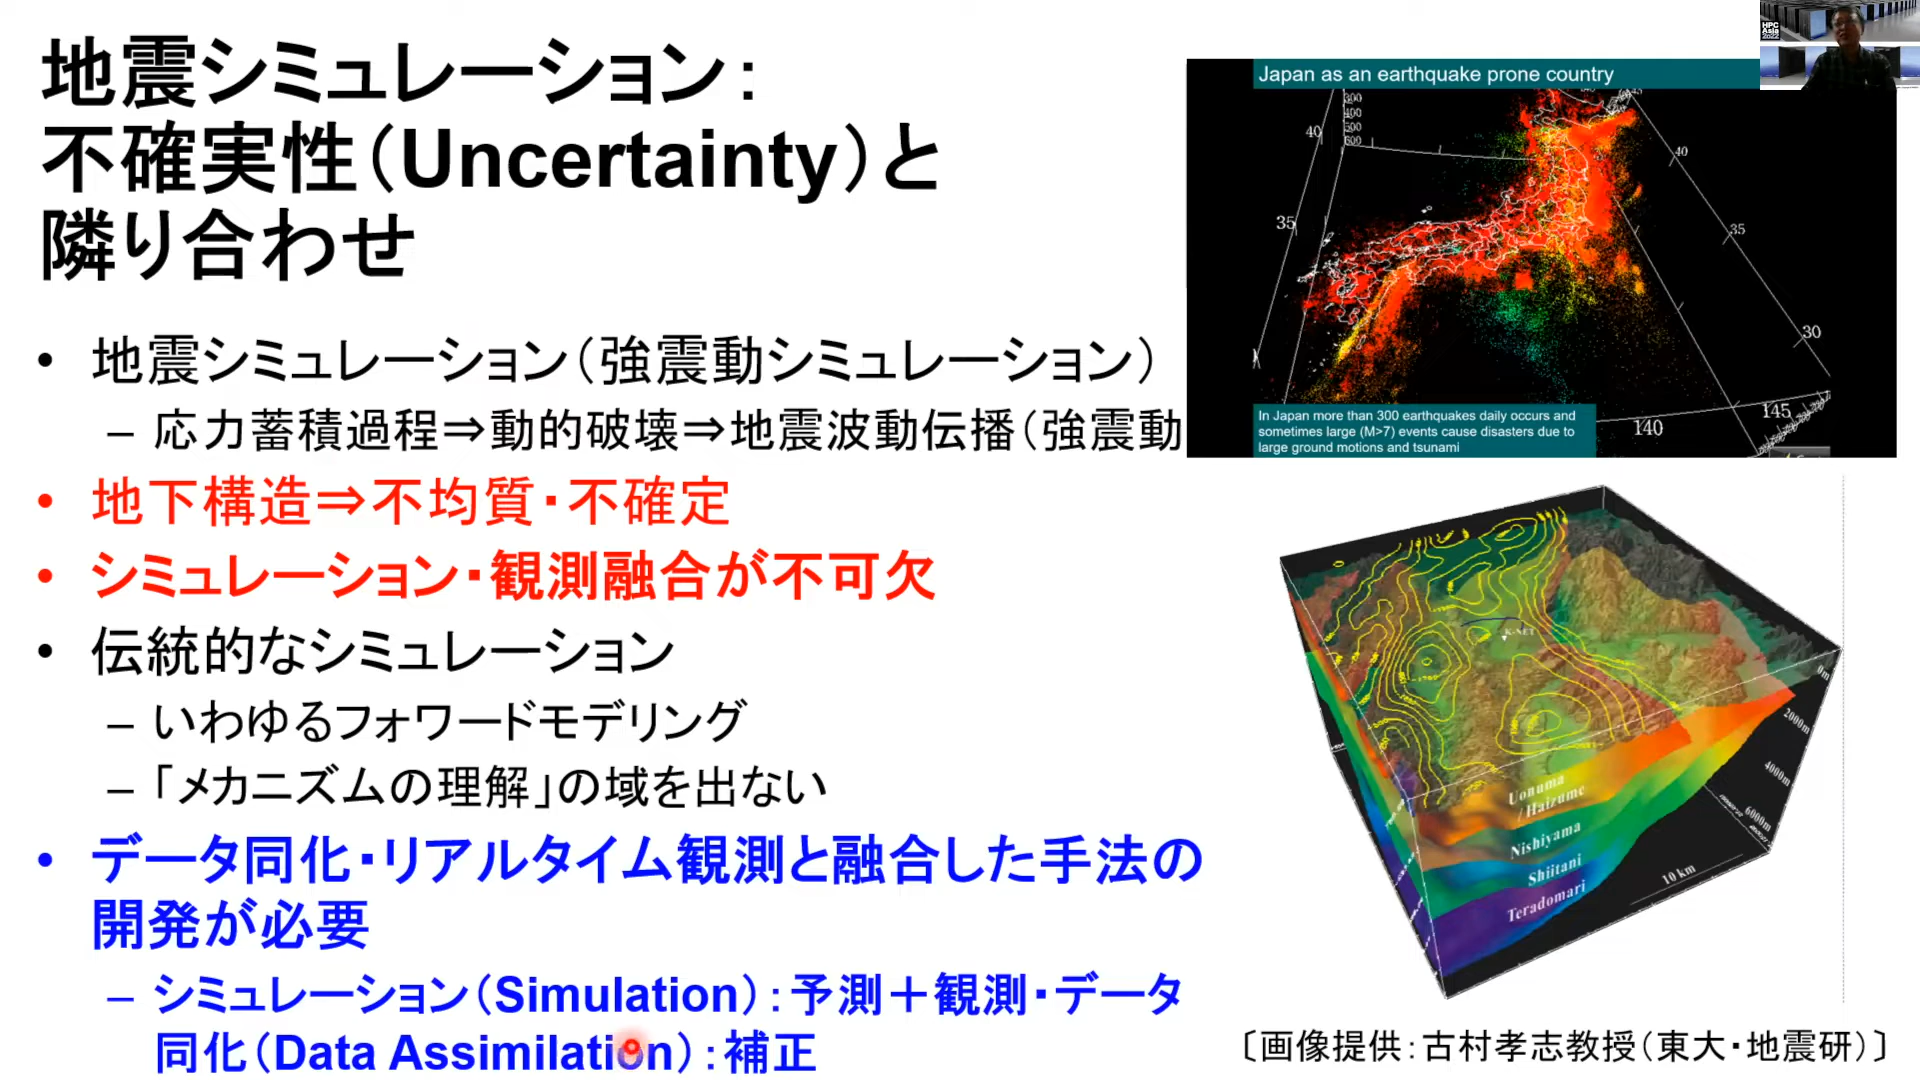 地震シミュレーション：
不確実性（Uncertainty）と
隣り合わせ
• 地震シミュレーション（強震動シミュレーション）
– 応力蓄積過程⇒動的破壊⇒地震波動伝播（強震動
• 地下構造⇒不均質・不確定
• シミュレーション・観測融合が不可欠
• 伝統的なシミュレーション
– いわゆるフォワードモデリング
– 「メカニズムの理解」の域を出ない
• データ同化・リアルタイム観測と融合した手法の
開発が必要
– シミュレーション（Simulation）：予測＋観測・データ
同化（Data Assimilation）：補正
HPC
Asia
2022
Japan as an earthquake prone country
300
400
500
600
40
35
40
35
30
145
140
In Japan more than 300 earthquakes daily occurs and
sometimes large (M>7) events cause disasters due to
large ground motions and tsunami
K-NET
0m
2000m
4000m
6000m
Uonuma
/ Haizume
Nishiyama
Shiitani
Teradomari
10 km
〔画像提供：古村孝志教授（東大・地震研）〕